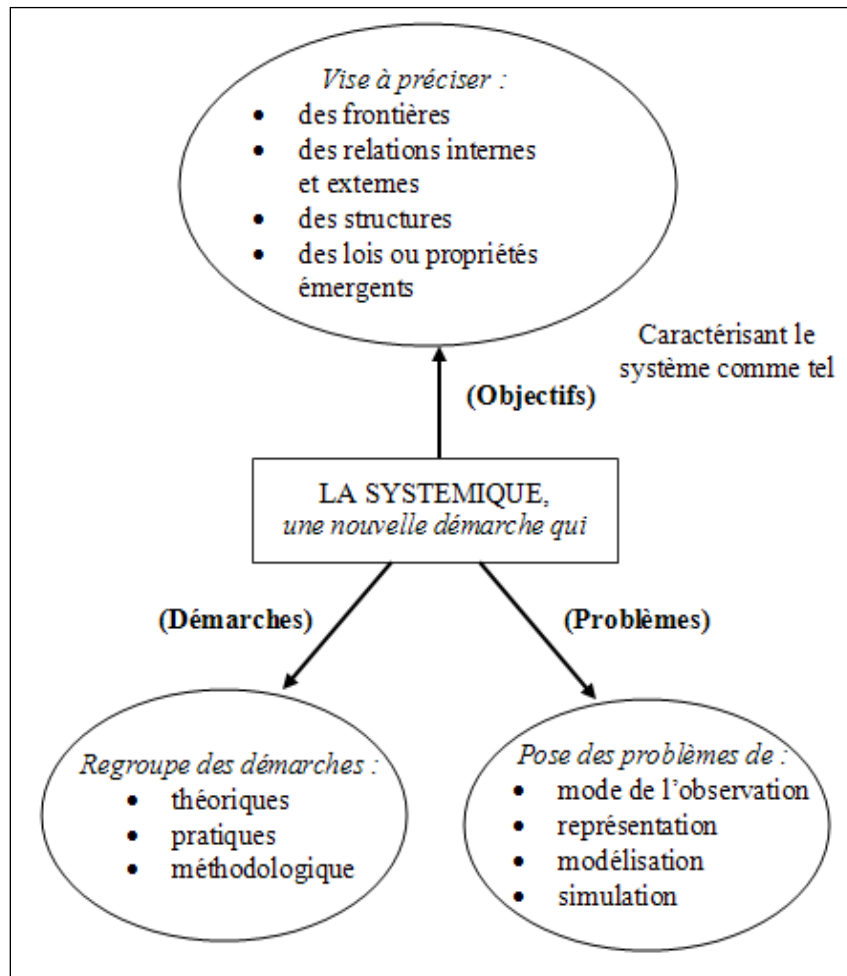 Vise à préciser :
• des frontières
• des relations internes
et externes
• des structures
• des lois ou propriétés
émergents
Caractérisant le
système comme tel
(Objectifs)
LA SYSTEMIQUE,
une nouvelle démarche qui
(Démarches)
(Problèmes)
Regroupe des démarches :
• théoriques
• pratiques
• méthodologique
Pose des problèmes de :
• mode de l’observation
• représentation
• modélisation
• simulation